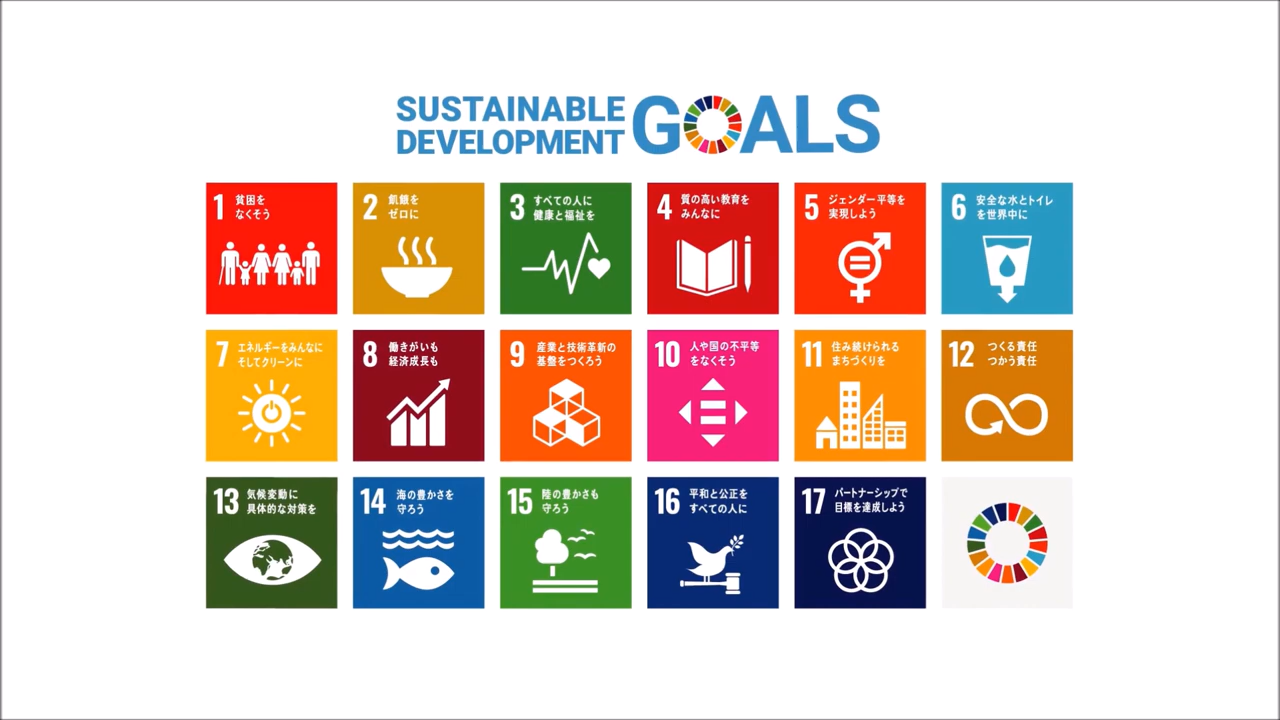 SUSTAINABLE
DEVELOPMENT
GOALS
1 貧困を
なくそう
2 飢餓を
ゼロに
3 すべての人に
健康と福祉を
4 質の高い教育を
みんなに
5 ジェンダー平等を
実現しよう
6 安全な水とトイレ
を世界中に
7 エネルギーをみんなに
そしてクリーンに
8 働きがいも
経済成長も
9 産業と技術革新の
基盤をつくろう
10 人や国の不平等
をなくそう
11 住み続けられる
まちづくりを
12 つくる責任
つかう責任
13 気候変動に
具体的な対策を
14 海の豊かさを
守ろう
15 陸の豊かさも
守ろう
16 平和と公正を
すべての人に
17 パートナーシップで
目標を達成しよう